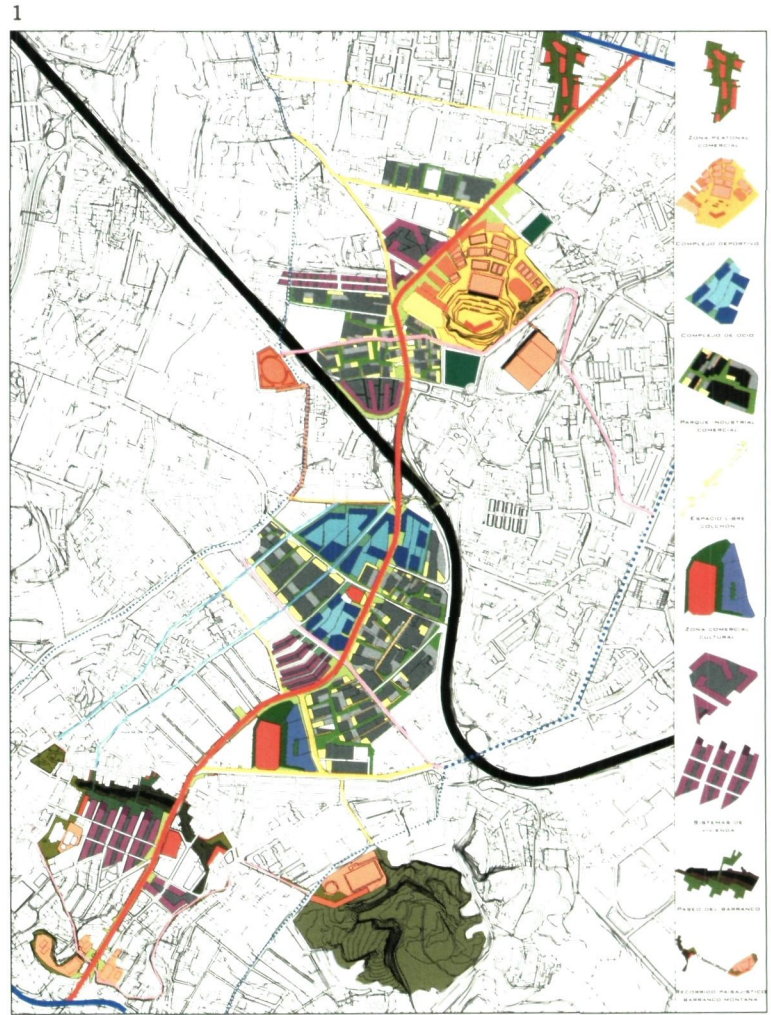 1
ZONA PEATONAL
COMERCIAL
COMPLEJO DEPORTIVO
COMPLEJO DE OCIO
PARQUE INDUSTRIAL
COMERCIAL
ESPACIO LIBRE
COLCHON
ZONA COMERCIAL
CULTURAL
SISTEMAS DE
VIVIENDA
PASEO DEL BARRANCO
RECORRIDO PAISAJISTICO
BARRANCO MONTAÑA